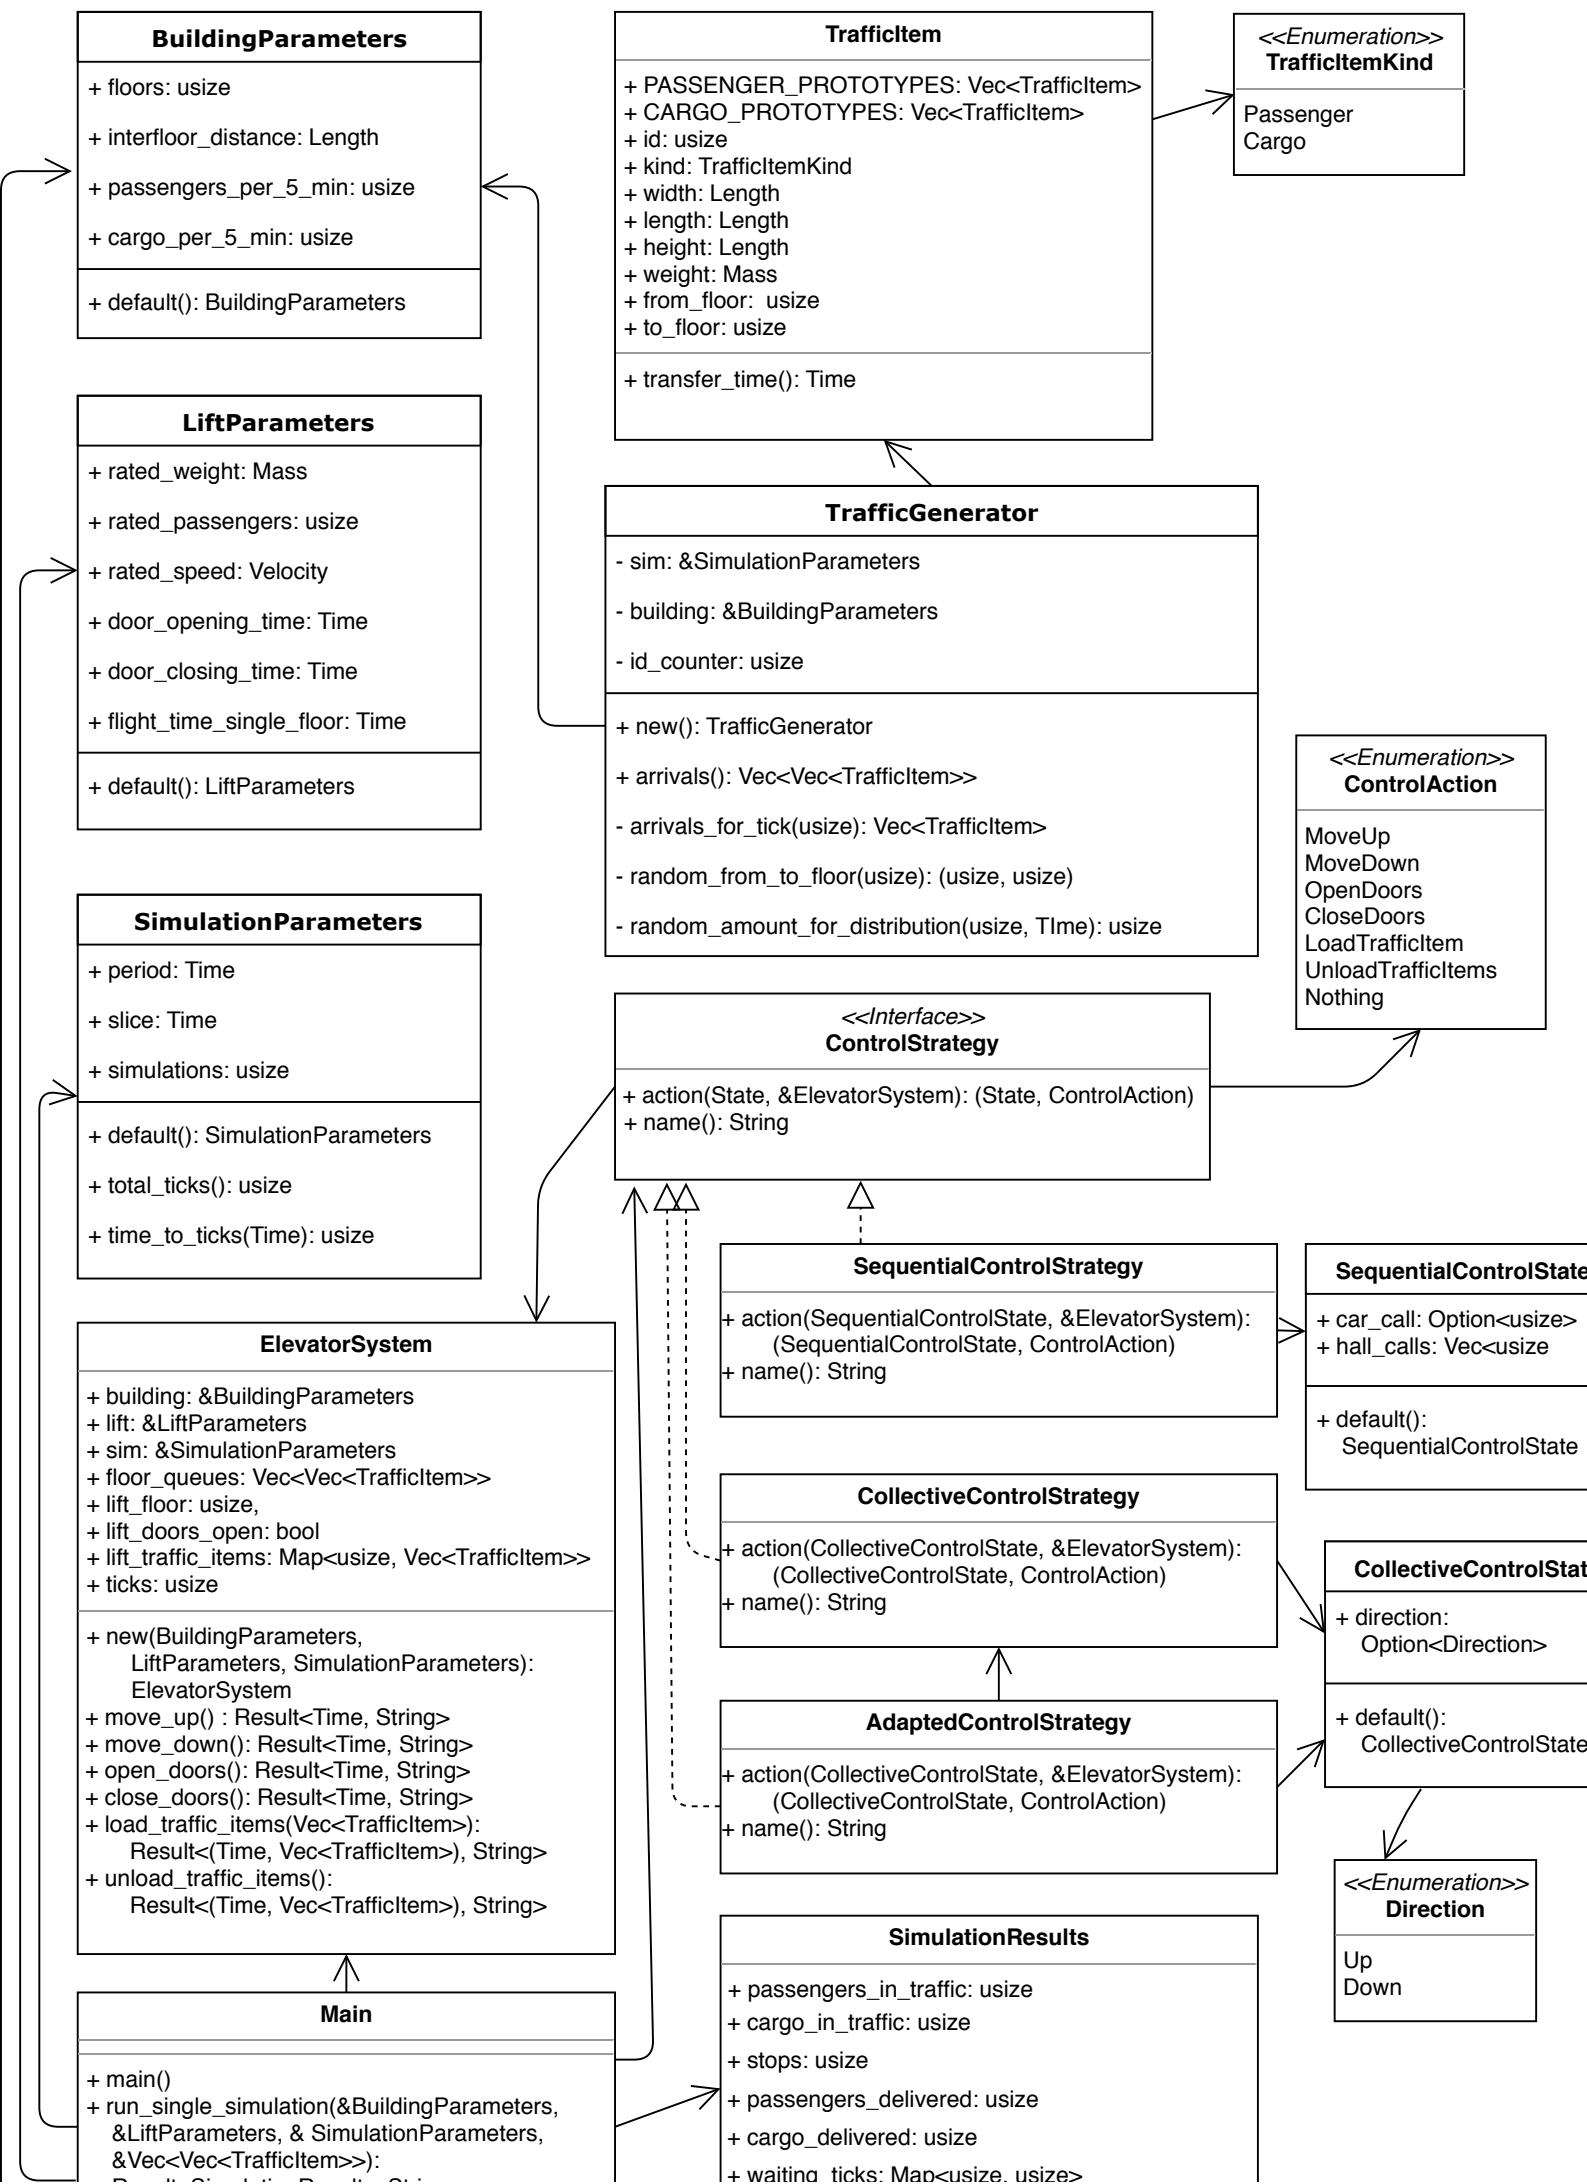 BuildingParameters
+ floors: usize
+ interfloor_distance: Length
+ passengers_per_5_min: usize
+ cargo_per_5_min: usize
+ default(): BuildingParameters
TrafficItem
+ PASSENGER_PROTOTYPES: Vec<TrafficItem>
+ CARGO_PROTOTYPES: Vec<TrafficItem>
+ id: usize
+ kind: TrafficItemKind
+ width: Length
+ length: Length
+ height: Length
+ weight: Mass
+ from_floor:  usize
+ to_floor: usize
+ transfer_time(): Time
<<Enumeration>>
TrafficItemKind
Passenger
Cargo
LiftParameters
+ rated_weight: Mass
+ rated_passengers: usize
+ rated_speed: Velocity
+ door_opening_time: Time
+ door_closing_time: Time
+ flight_time_single_floor: Time
+ default(): LiftParameters
TrafficGenerator
- sim: &SimulationParameters
- building: &BuildingParameters
- id_counter: usize
+ new(): TrafficGenerator
+ arrivals(): Vec<Vec<TrafficItem>>
- arrivals_for_tick(usize): Vec<TrafficItem>
- random_from_to_floor(usize): (usize, usize)
- random_amount_for_distribution(usize, TIme): usize
<<Enumeration>>
ControlAction
MoveUp
MoveDown
OpenDoors
CloseDoors
LoadTrafficItem
UnloadTrafficItems
Nothing
SimulationParameters
+ period: Time
+ slice: Time
+ simulations: usize
+ default(): SimulationParameters
+ total_ticks(): usize
+ time_to_ticks(Time): usize
<<Interface>>
ControlStrategy
+ action(State, &ElevatorSystem): (State, ControlAction)
+ name(): String
SequentialControlStrategy
+ action(SequentialControlState, &ElevatorSystem):
(SequentialControlState, ControlAction)
+ name(): String
SequentialControlState
+ car_call: Option<usize>
+ hall_calls: Vec<usize
+ default():
SequentialControlState
ElevatorSystem
+ building: &BuildingParameters
+ lift: &LiftParameters
+ sim: &SimulationParameters
+ floor_queues: Vec<Vec<TrafficItem>>
+ lift_floor: usize,
+ lift_doors_open: bool
+ lift_traffic_items: Map<usize, Vec<TrafficItem>>
+ ticks: usize
+ new(BuildingParameters,
LiftParameters, SimulationParameters):
ElevatorSystem
+ move_up() : Result<Time, String>
+ move_down(): Result<Time, String>
+ open_doors(): Result<Time, String>
+ close_doors(): Result<Time, String>
+ load_traffic_items(Vec<TrafficItem>):
Result<(Time, Vec<TrafficItem>), String>
+ unload_traffic_items():
Result<(Time, Vec<TrafficItem>), String>
CollectiveControlStrategy
+ action(CollectiveControlState, &ElevatorSystem):
(CollectiveControlState, ControlAction)
+ name(): String
CollectiveControlStat
+ direction:
Option<Direction>
+ default():
CollectiveControlState
AdaptedControlStrategy
+ action(CollectiveControlState, &ElevatorSystem):
(CollectiveControlState, ControlAction)
+ name(): String
<<Enumeration>>
Direction
Up
Down
Main
+ main()
+ run_single_simulation(&BuildingParameters,
&LiftParameters, & SimulationParameters,
&Vec<Vec<TrafficItem>>):
SimulationResults
+ passengers_in_traffic: usize
+ cargo_in_traffic: usize
+ stops: usize
+ passengers_delivered: usize
+ cargo_delivered: usize
+ waiting_ticks: Map<usize, usize>